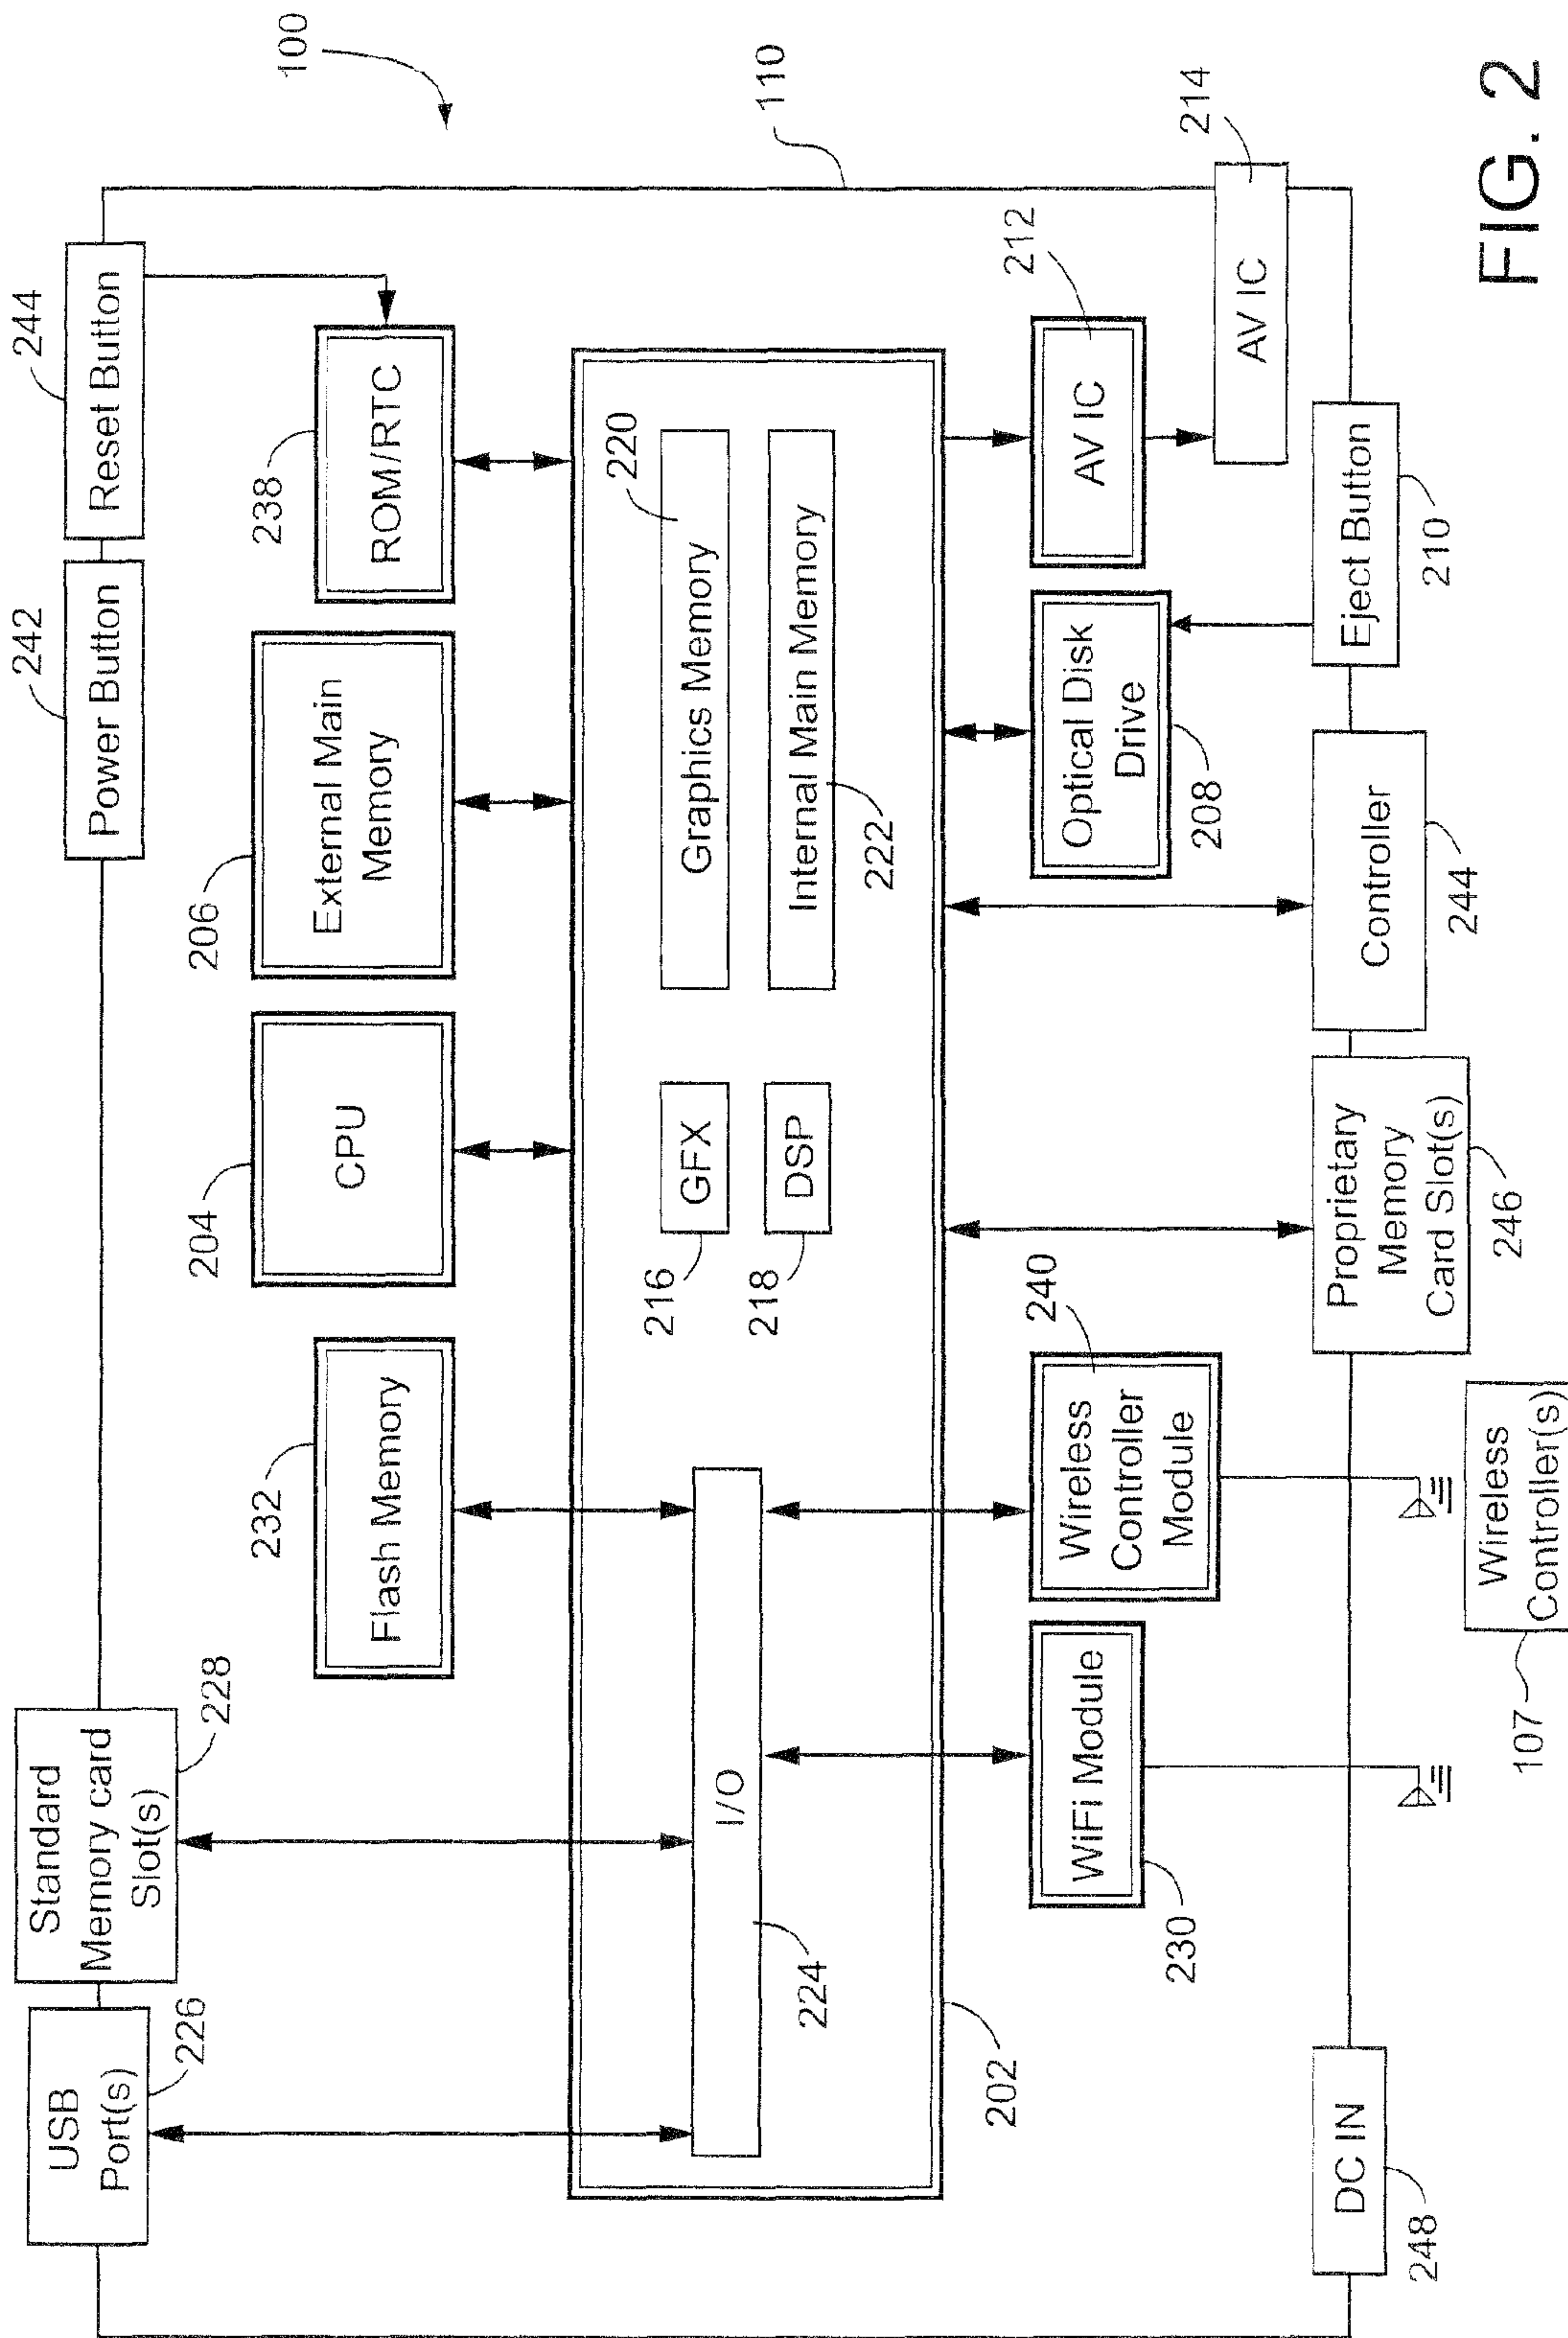 100
110
242
Power Button
244
Reset Button
226
USB
Port(s)
228
Standard
Memory card
Slot(s)
232
Flash Memory
204
CPU
206
External Main
Memory
238
ROM/RTC
202
224
I/O
216
GFX
218
DSP
220
Graphics Memory
Internal Main Memory
222
230
WiFi Module
240
Wireless
Controller
Module
Optical Disk
Drive
208
212
AV IC
214
AV IC
DC IN
248
Proprietary
Memory
Card Slot(s)
246
Controller
244
Eject Button
210
107
Wireless
Controller(s)
FIG. 2